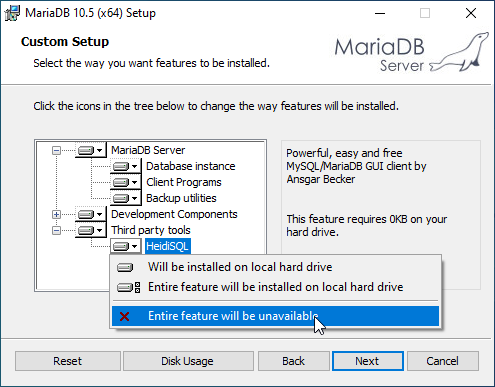 MariaDB 10.5 (x64) Setup
Custom Setup
Select the way you want features to be installed.
MariaDB
Server
Click the icons in the tree below to change the way features will be installed.
MariaDB Server
Database instance
Client Programs
Backup utilities
Development Components
Third party tools
HeidiSQL
Powerful, easy and free
MySQL/MariaDB GUI client by
Ansgar Becker
This feature requires 0KB on your
hard drive.
Will be installed on local hard drive
Entire feature will be installed on local hard drive
Entire feature will be unavailable
Reset
Disk Usage
Back
Next
Cancel